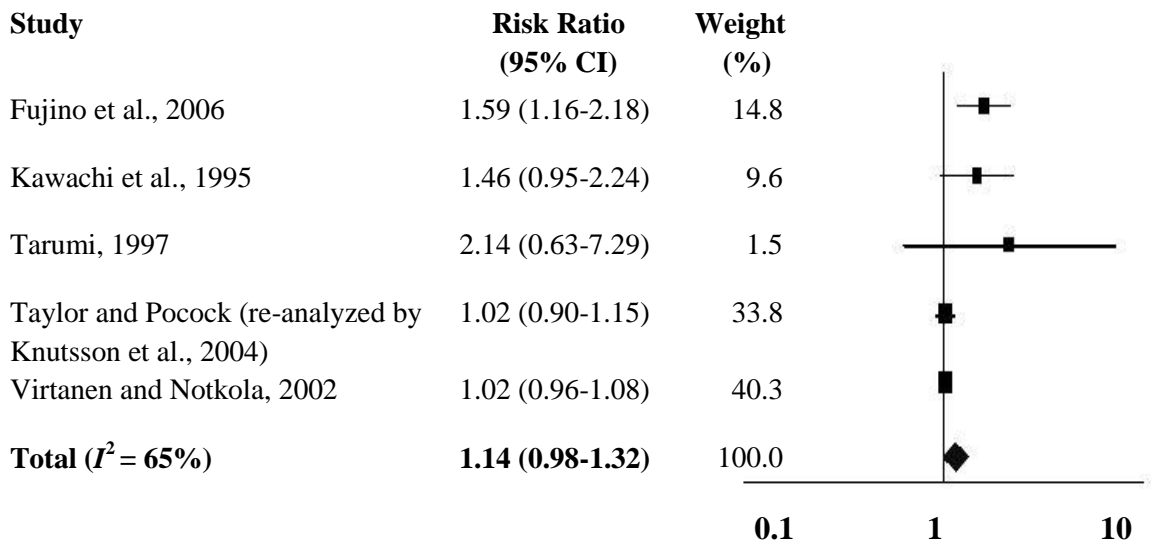 Study Risk Ratio Weight
(95% CI) (%)
Fujino et al., 2006 1.59 (1.16-2.18) 14.8
Kawachi et al., 1995 1.46 (0.95-2.24) 9.6
Tarumi, 1997 2.14 (0.63-7.29) 1.5
Taylor and Pocock (re-analyzed by 1.02 (0.90-1.15) 33.8
Knutsson et al., 2004)
Virtanen and Notkola, 2002 1.02 (0.96-1.08) 40.3
Total (I² = 65%) 1.14 (0.98-1.32) 100.0
0.1 1 10